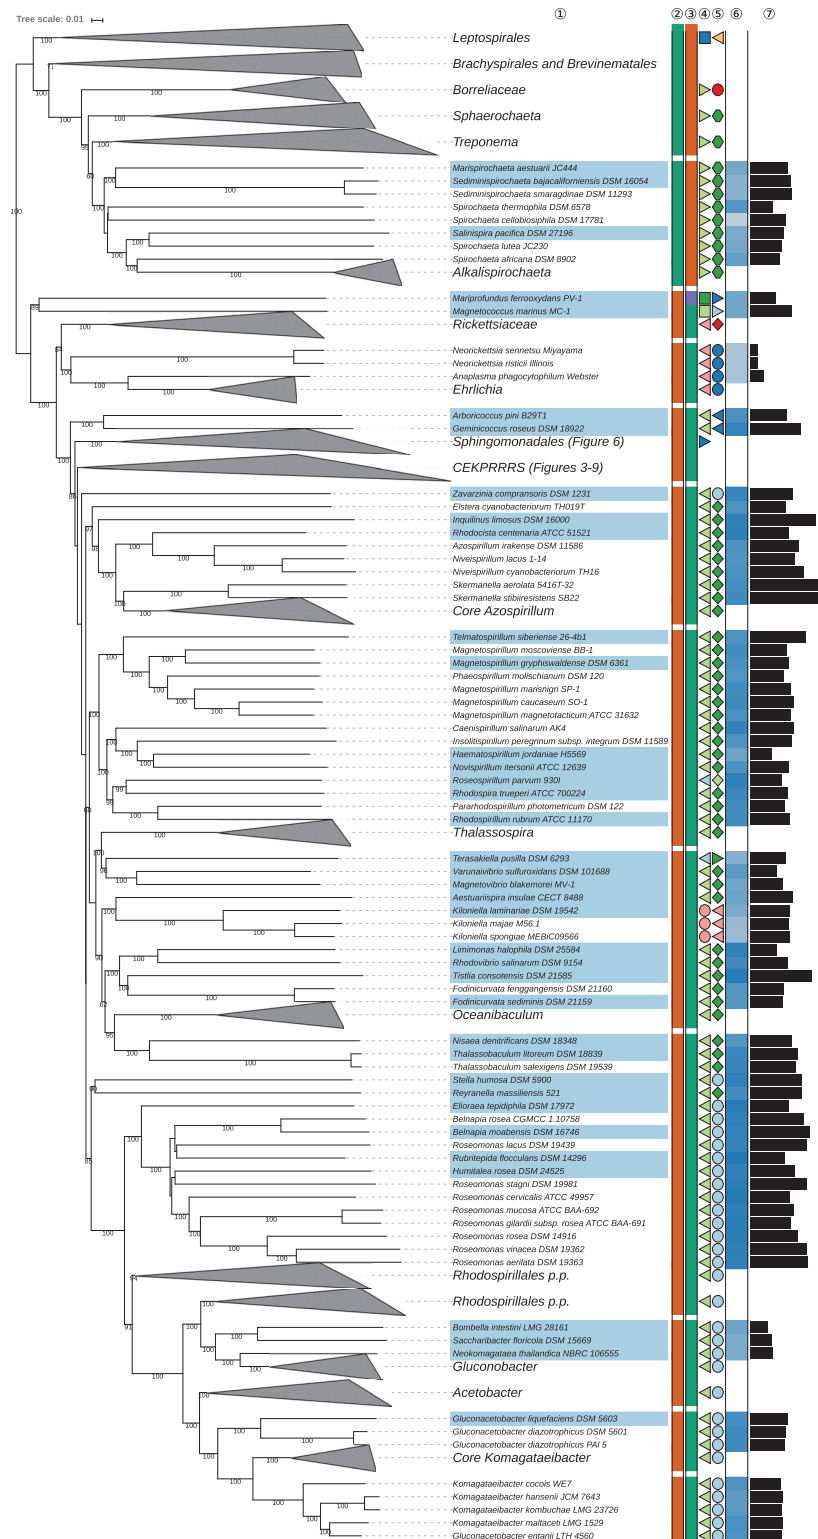 Tree scale: 0.01
① ② ③ ④ ⑤ ⑥ ⑦
Leptospirales
Brachyspirales and Brevinematales
Borreliaceae
Sphaerochaeta
Treponema
Marispirochaeta aestuarii JC444
Sediminispirochaeta bajacaliforniensis DSM 16054
Sediminispirochaeta smaragdinae DSM 11293
Spirochaeta thermophila DSM 6578
Spirochaeta cellobiosiphila DSM 17781
Salinispira pacifica DSM 27196
Spirochaeta lutea JC230
Spirochaeta africana DSM 8902
Alkalispirochaeta
Mariprofundus ferrooxydans PV-1
Magnetococcus marinus MC-1
Rickettsiaceae
Neorickettsia sennetsu Miyayama
Neorickettsia risticii Illinois
Anaplasma phagocytophilum Webster
Ehrlichia
Arboricoccus pini B29T1
Geminicoccus roseus DSM 18922
Sphingomonadales (Figure 6)
CEKPRRRS (Figures 3-9)
Zavarzinia compransoris DSM 1231
Elstera cyanobacteriorum TH019T
Inquilinus limosus DSM 16000
Rhodocista centenaria ATCC 51521
Azospirillum irakense DSM 11586
Niveispirillum lacus 1-14
Niveispirillum cyanobacteriorum TH16
Skermanella aerolata 5416T-32
Skermanella stibiiresistens SB22
Core Azospirillum
Telmatospirillum siberiense 26-4b1
Magnetospirillum moscoviense BB-1
Magnetospirillum gryphiswaldense DSM 6361
Phaeospirillum molischianum DSM 120
Magnetospirillum marisnigri SP-1
Magnetospirillum caucaseum SO-1
Magnetospirillum magnetotacticum ATCC 31632
Caenispirillum salinarum AK4
Insolitispirillum peregrinum subsp. integrum DSM 11589
Haematospirillum jordaniae H5569
Novispirillum itersonii ATCC 12639
Roseospirillum parvum 930I
Rhodospira trueperi ATCC 700224
Pararhodospirillum photometricum DSM 122
Rhodospirillum rubrum ATCC 11170
Thalassospira
Terasakiella pusilla DSM 6293
Varunaivibrio sulfuroxidans DSM 101688
Magnetovibrio blakemorei MV-1
Aestuariispira insulae CECT 8488
Kiloniella laminariae DSM 19542
Kiloniella majae M56.1
Kiloniella spongiae MEBiC09566
Limimonas halophila DSM 25584
Rhodovibrio salinarum DSM 9154
Tistlia consotensis DSM 21585
Fodinicurvata fenggangensis DSM 21160
Fodinicurvata sediminis DSM 21159
Oceanibaculum
Nisaea denitrificans DSM 18348
Thalassobaculum litoreum DSM 18839
Thalassobaculum salexigens DSM 19539
Stella humosa DSM 5900
Reyranella massiliensis 521
Elioraea tepidiphila DSM 17972
Belnapia rosea CGMCC 1.10758
Belnapia moabensis DSM 16746
Roseomonas lacus DSM 19439
Rubritepida flocculans DSM 14296
Humitalea rosea DSM 24525
Roseomonas stagni DSM 19981
Roseomonas cervicalis ATCC 49957
Roseomonas mucosa ATCC BAA-692
Roseomonas gilardii subsp. rosea ATCC BAA-691
Roseomonas rosea DSM 14916
Roseomonas vinacea DSM 19362
Roseomonas aerilata DSM 19363
Rhodospirillales p.p.
Rhodospirillales p.p.
Bombella intestini LMG 28161
Saccharibacter floricola DSM 15669
Neokomagataea thailandica NBRC 106555
Gluconobacter
Acetobacter
Gluconacetobacter liquefaciens DSM 5603
Gluconacetobacter diazotrophicus DSM 5601
Gluconacetobacter diazotrophicus PAl 5
Core Komagataeibacter
Komagataeibacter cocois WE7
Komagataeibacter hansenii JCM 7643
Komagataeibacter kombuchae LMG 23726
Komagataeibacter maltaceti LMG 1529
Gluconacetobacter entanii LTH 4560